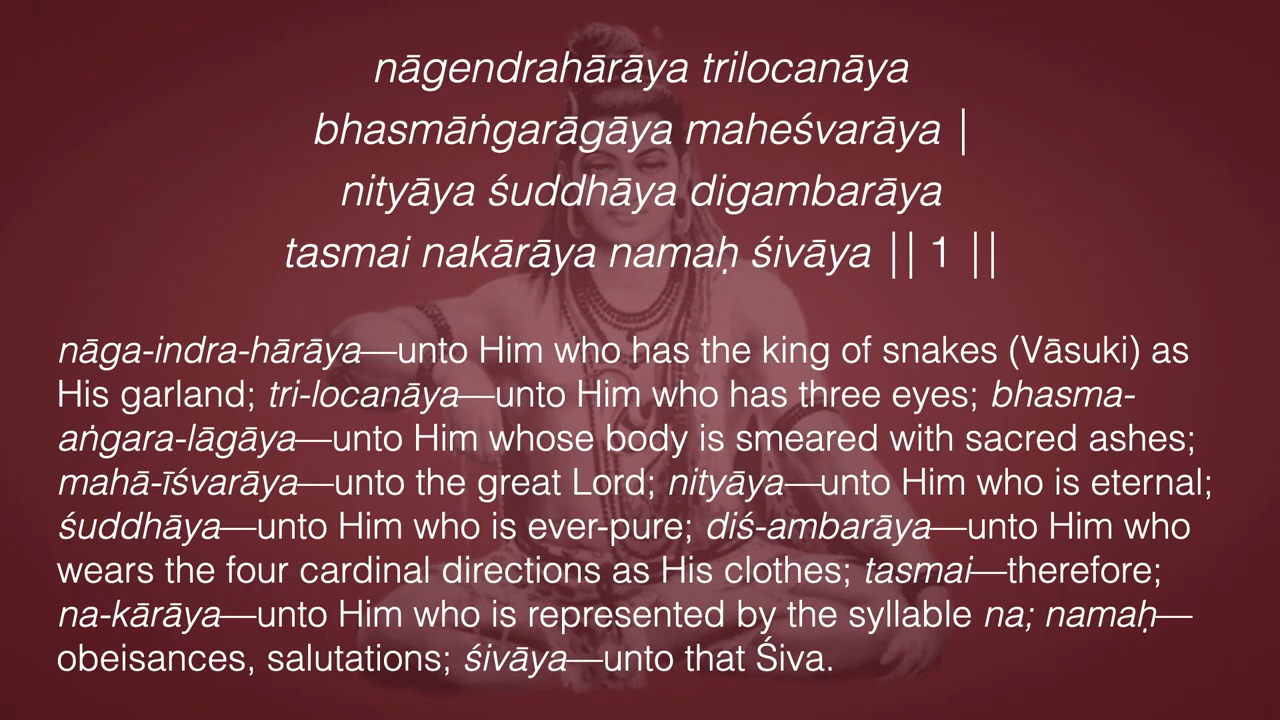 nāgendrahārāya trilocanāya
bhasmāṅgarāgāya maheśvarāya |
nityāya śuddhāya digambarāya
tasmai nakārāya namaḥ śivāya || 1 ||
nāga-indra-hārāya—unto Him who has the king of snakes (Vāsuki) as
His garland; tri-locanāya—unto Him who has three eyes; bhasma-
aṅgara-lāgāya—unto Him whose body is smeared with sacred ashes;
mahā-īśvarāya—unto the great Lord; nityāya—unto Him who is eternal;
śuddhāya—unto Him who is ever-pure; diś-ambarāya—unto Him who
wears the four cardinal directions as His clothes; tasmai—therefore;
na-kārāya—unto Him who is represented by the syllable na; namaḥ—
obeisances, salutations; śivāya—unto that Śiva.